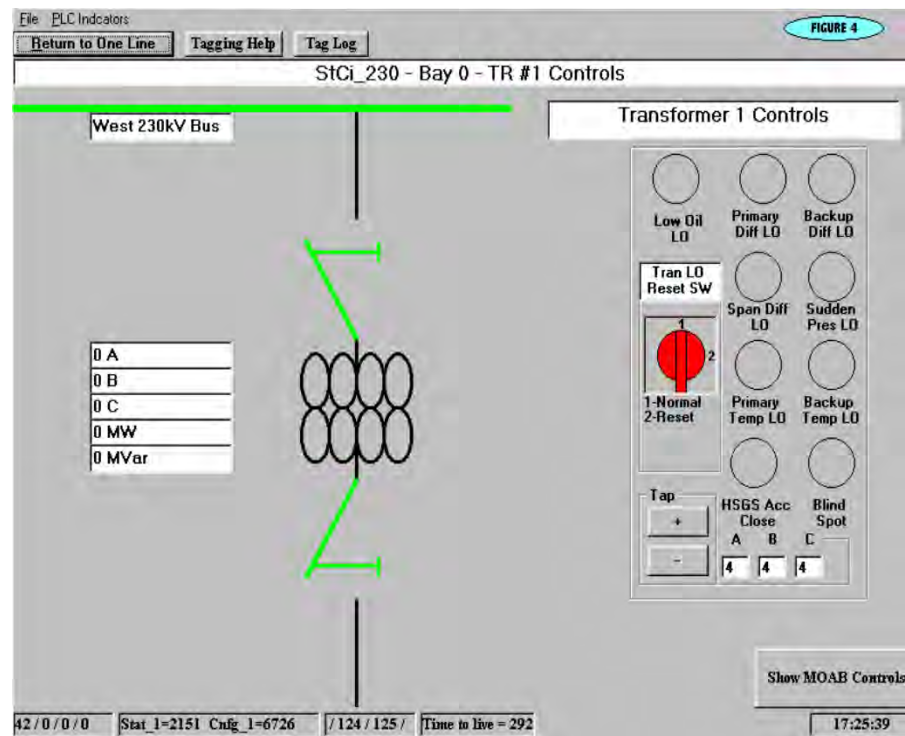 File PLC Indcators
FIGURE 4
Return to One Line Tagging Help Tag Log
StCi_230 - Bay 0 - TR #1 Controls
West 230kV Bus
Transformer 1 Controls
Low Oil
LO
Primary
Diff LO
Backup
Diff LO
Tran LO
Reset SW
Span Diff
LO
Sudden
Pres LO
1
2
1-Normal
2-Reset
Primary
Temp LO
Backup
Temp LO
0 A
0 B
0 C
0 MW
0 MVar
Tap
+
-
HSGS Acc
Close
Blind
Spot
A B C
4 4 4
Show MOAB Controls
42 / 0 / 0 / 0 Stat_1=2151 Cnfg_1=6726 / 124 / 125 / Time to live = 292 17:25:39